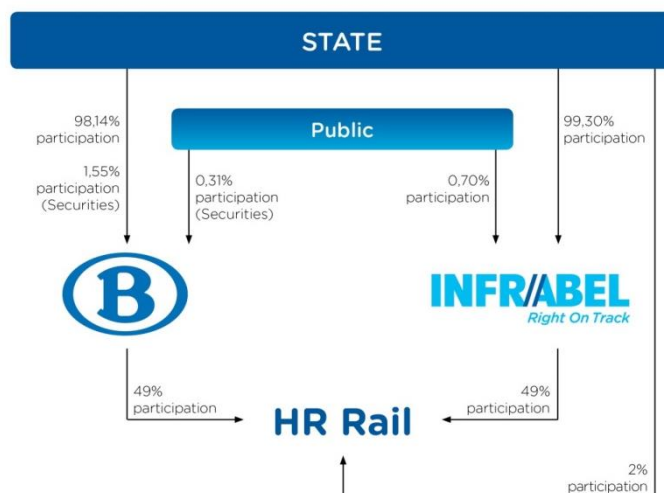 STATE
98,14%
participation
1,55%
participation
(Securities)
Public
0,31%
participation
(Securities)
0,70%
participation
99,30%
participation
B
INFRABEL
Right On Track
49%
participation
HR Rail
49%
participation
2%
participation